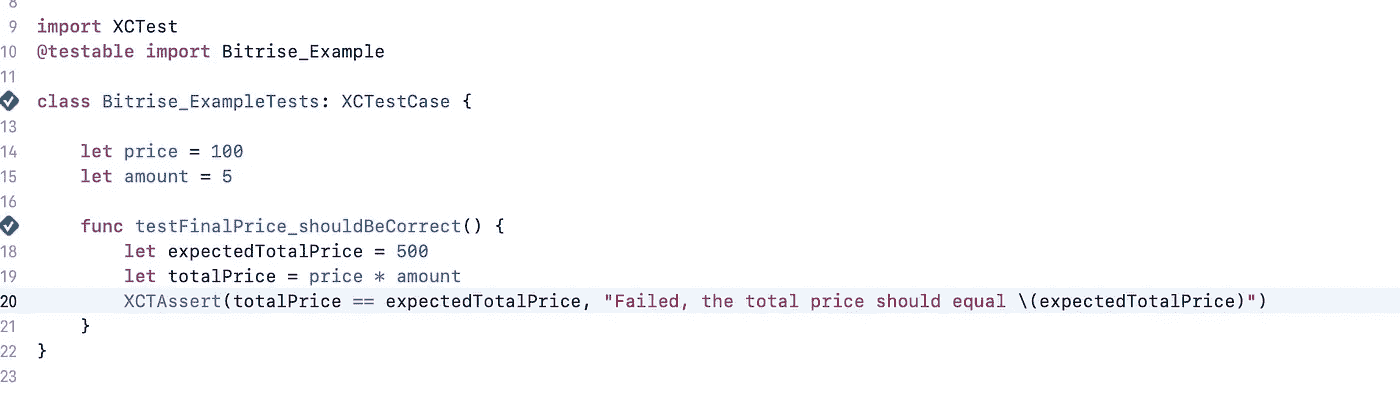 8
9 import XCTest
10 @testable import Bitrise_Example
11
class Bitrise_ExampleTests: XCTestCase {
13
14     let price = 100
15     let amount = 5
16
    func testFinalPrice_shouldBeCorrect() {
18         let expectedTotalPrice = 500
19         let totalPrice = price * amount
20         XCTAssert(totalPrice == expectedTotalPrice, "Failed, the total price should equal \(expectedTotalPrice)")
21     }
22 }
23